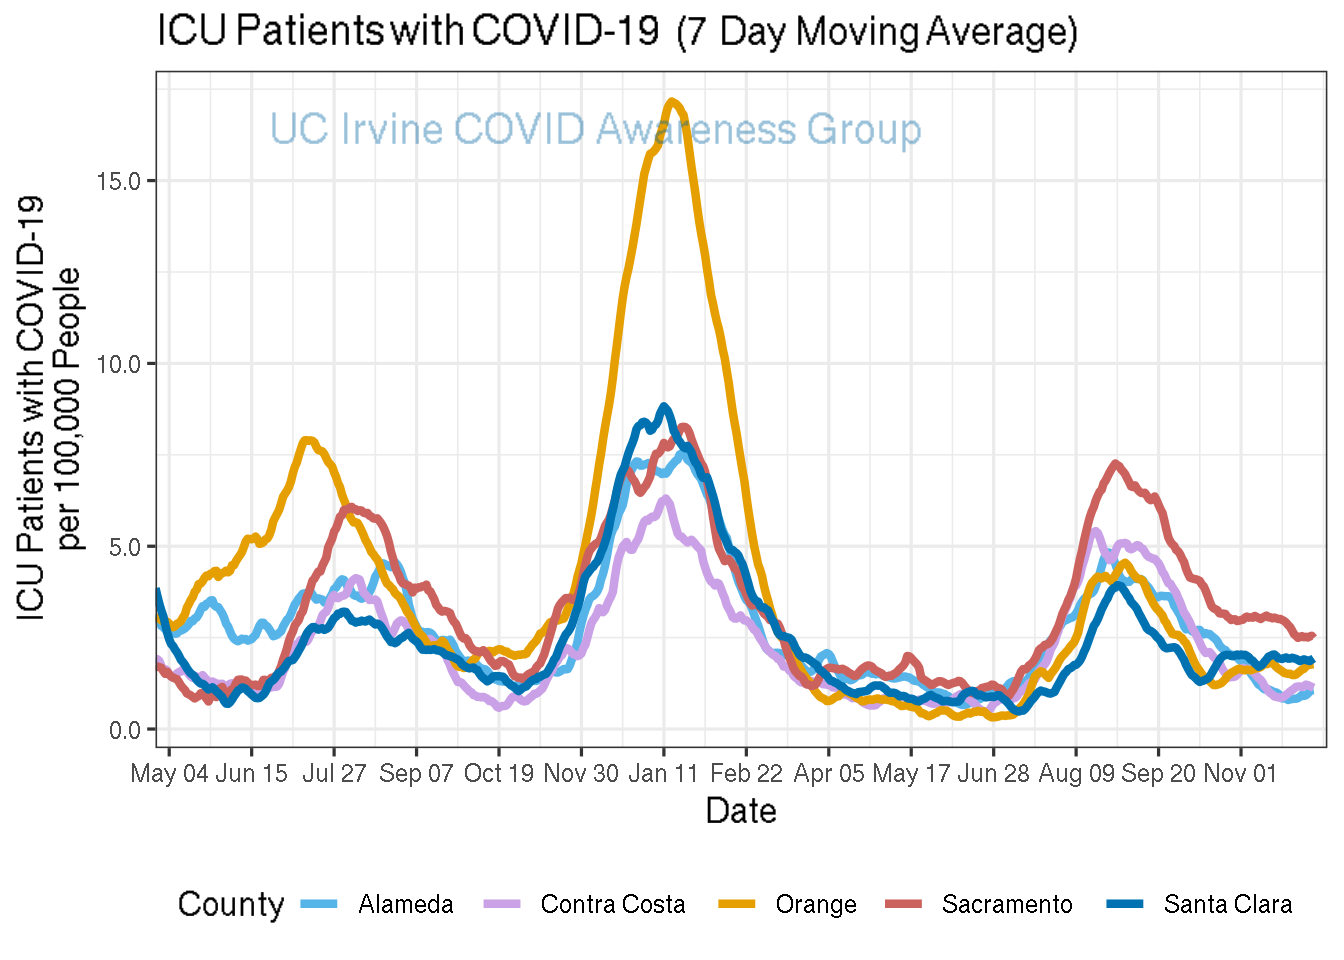 ICU Patients with COVID-19 (7 Day Moving Average)
UC Irvine COVID Awareness Group
ICU Patients with COVID-19
per 100,000 People
15.0
10.0
5.0
0.0
May 04 Jun 15 Jul 27 Sep 07 Oct 19 Nov 30 Jan 11 Feb 22 Apr 05 May 17 Jun 28 Aug 09 Sep 20 Nov 01
Date
County Alameda Contra Costa Orange Sacramento Santa Clara